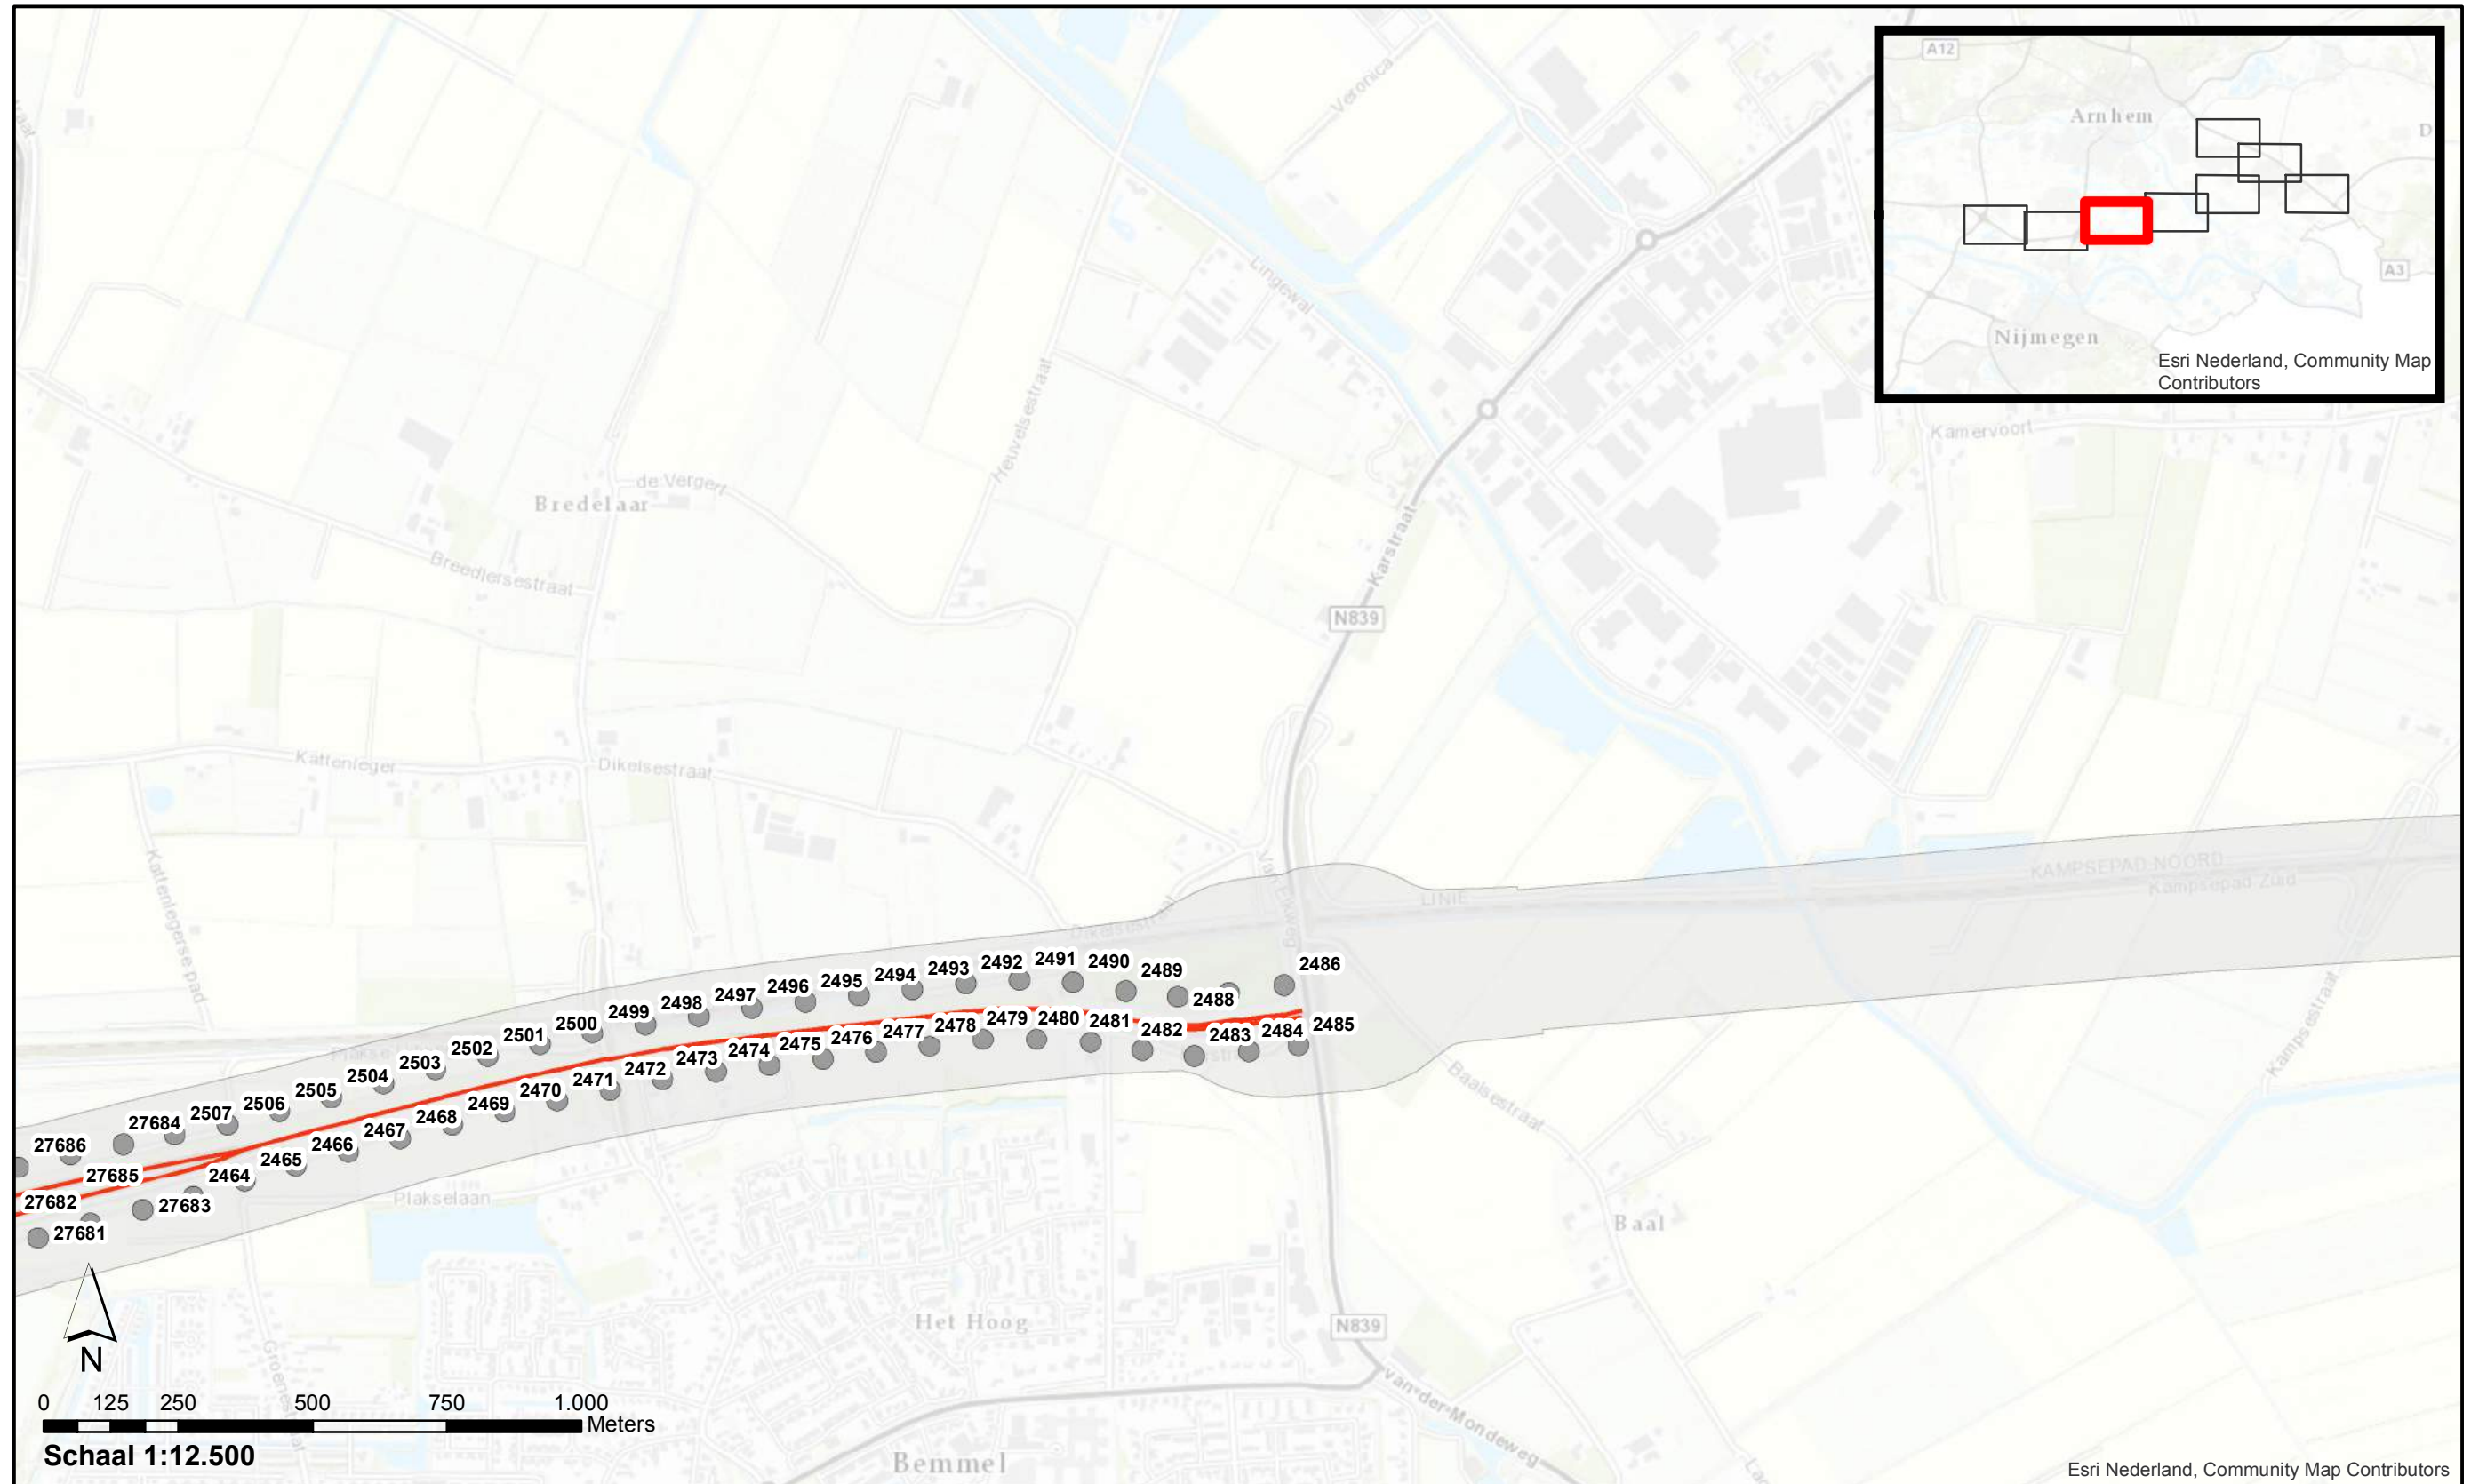 A12
Arnhem
D
A3
Nijmegen
Esri Nederland, Community Map
Contributors
Veronica
Lingewal
Heuvelsestraat
Kamervoort
de Vergert
Bredelaar
Karstraat
Breedlersestraat
N839
Kattenleger
Dikelsestraat
Kattenlegerse pad
KAMPSEPAD NOORD
Kampsepad Zuid
LINIE
Dikelsestraat
Kampsestraat
2486
2491
2492
2490
2493
2489
2494
2495
2488
2496
2497
2498
2499
2500
2501
2502
2503
2504
2505
2506
2507
27684
27686
2479
2480
2481
2482
2483
2484
2485
2478
2477
2476
2475
2474
2473
2472
2471
2470
2469
2468
2467
2466
2465
2464
27685
27682
27683
27681
Baalsestraat
Plakselaan
Baal
Het Hoog
N839
N
van der Mondeweg
0 125 250 500 750 1.000
Meters
Schaal 1:12.500
Bemmel
Esri Nederland, Community Map Contributors